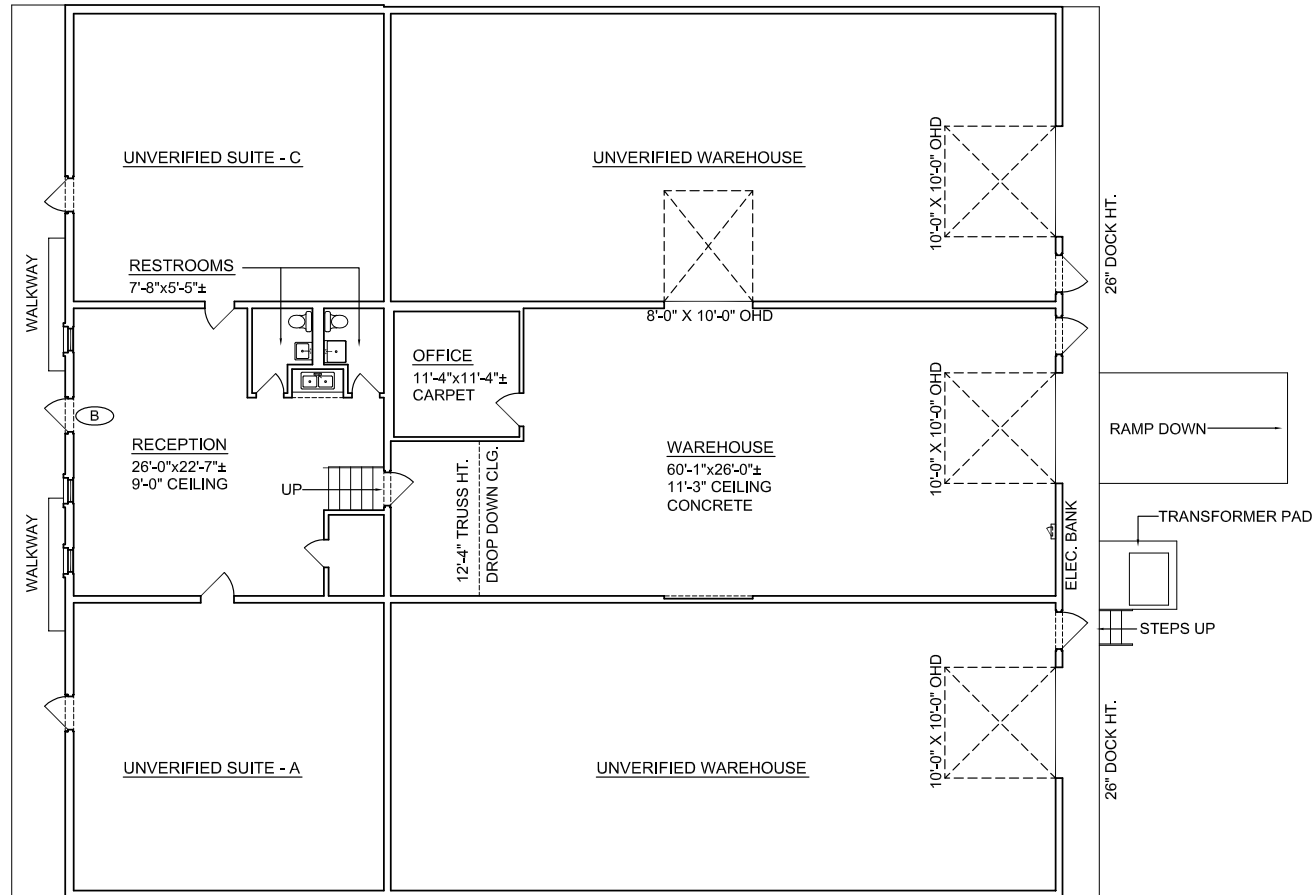 UNVERIFIED SUITE - C
UNVERIFIED WAREHOUSE
10'-0" X 10'-0" OHD
26" DOCK HT.
WALKWAY
RESTROOMS
7'-8"x5'-5"±
8'-0" X 10'-0" OHD
OFFICE
11'-4"x11'-4"±
CARPET
B
RECEPTION
26'-0"x22'-7"±
9'-0" CEILING
UP
12'-4" TRUSS HT.
DROP DOWN CLG.
WAREHOUSE
60'-1"x26'-0"±
11'-3" CEILING
CONCRETE
10'-0" X 10'-0" OHD
RAMP DOWN
WALKWAY
ELEC. BANK
TRANSFORMER PAD
STEPS UP
UNVERIFIED SUITE - A
UNVERIFIED WAREHOUSE
10'-0" X 10'-0" OHD
26" DOCK HT.